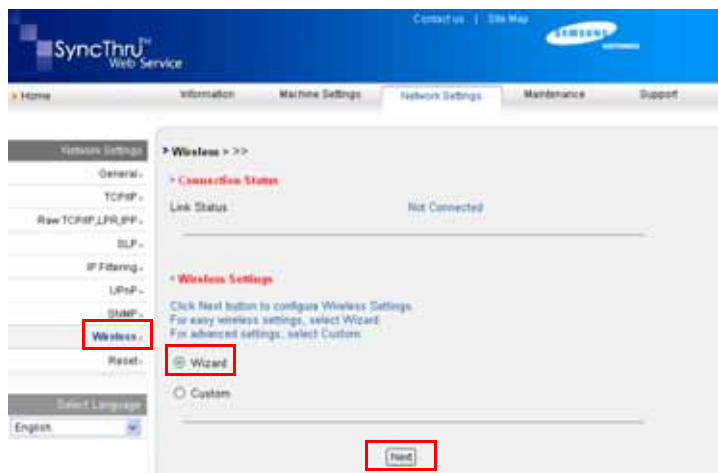 Contact us | Site Map
SAMSUNG
SyncThru™
Web Service
Home
Information Machine Settings Network Settings Maintenance Support
Network Settings
General
TCP/IP
Raw TCP/IP,LPR,IPP
SLP
IP Filtering
UPnP
SNMP
Wireless
Reset
Select Language
English
Wireless > >>
Connection Status
Link Status Not Connected
Wireless Settings
Click Next button to configure Wireless Settings.
For easy wireless settings, select Wizard.
For advanced settings, select Custom.
Wizard
Custom
Next